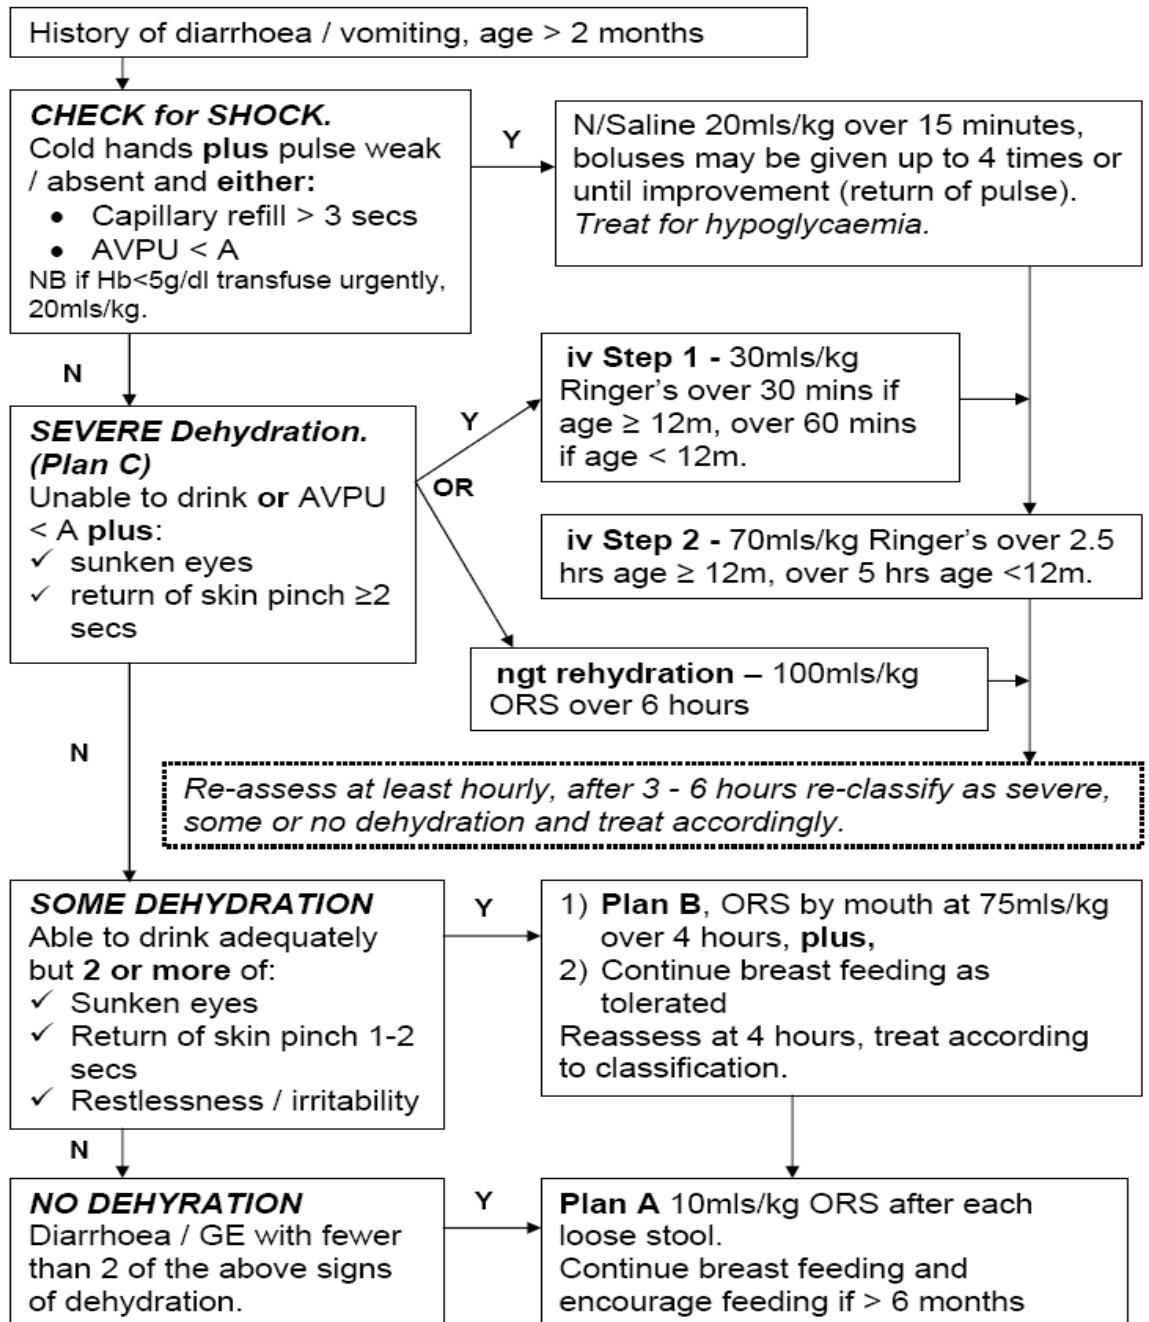 History of diarrhoea / vomiting, age > 2 months
CHECK for SHOCK.
Cold hands plus pulse weak
/ absent and either:
• Capillary refill > 3 secs
• AVPU < A
NB if Hb<5g/dl transfuse urgently,
20mls/kg.
Y
N/Saline 20mls/kg over 15 minutes,
boluses may be given up to 4 times or
until improvement (return of pulse).
Treat for hypoglycaemia.
N
SEVERE Dehydration.
(Plan C)
Unable to drink or AVPU
< A plus:
✓ sunken eyes
✓ return of skin pinch ≥2
secs
Y
OR
iv Step 1 - 30mls/kg
Ringer's over 30 mins if
age ≥ 12m, over 60 mins
if age < 12m.
iv Step 2 - 70mls/kg Ringer's over 2.5
hrs age ≥ 12m, over 5 hrs age <12m.
ngt rehydration – 100mls/kg
ORS over 6 hours
N
Re-assess at least hourly, after 3 - 6 hours re-classify as severe,
some or no dehydration and treat accordingly.
SOME DEHYDRATION
Able to drink adequately
but 2 or more of:
✓ Sunken eyes
✓ Return of skin pinch 1-2
secs
✓ Restlessness / irritability
Y
1) Plan B, ORS by mouth at 75mls/kg
over 4 hours, plus,
2) Continue breast feeding as
tolerated
Reassess at 4 hours, treat according
to classification.
N
NO DEHYRATION
Diarrhoea / GE with fewer
than 2 of the above signs
of dehydration.
Y
Plan A 10mls/kg ORS after each
loose stool.
Continue breast feeding and
encourage feeding if > 6 months